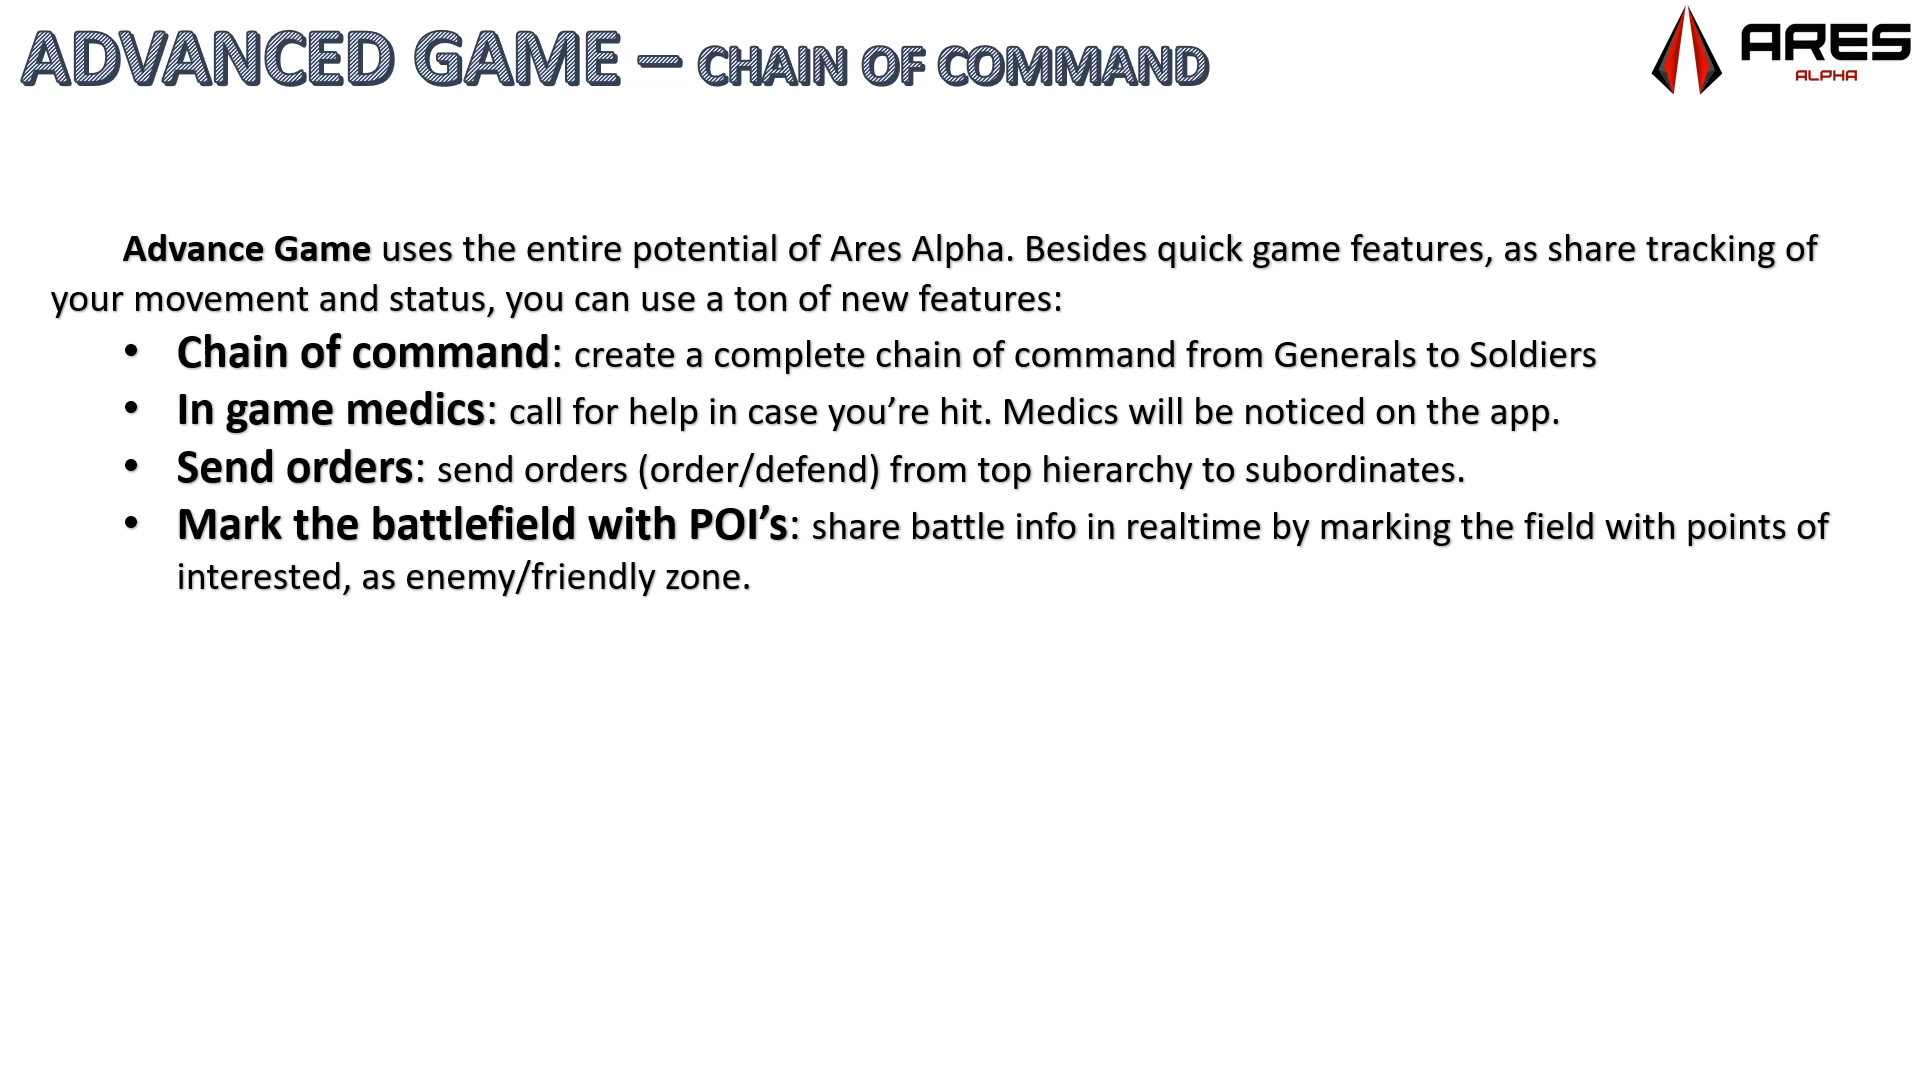 ADVANCED GAME – CHAIN OF COMMAND
ARES
ALPHA
Advance Game uses the entire potential of Ares Alpha. Besides quick game features, as share tracking of
your movement and status, you can use a ton of new features:
• Chain of command: create a complete chain of command from Generals to Soldiers
• In game medics: call for help in case you’re hit. Medics will be noticed on the app.
• Send orders: send orders (order/defend) from top hierarchy to subordinates.
• Mark the battlefield with POI’s: share battle info in realtime by marking the field with points of
interested, as enemy/friendly zone.